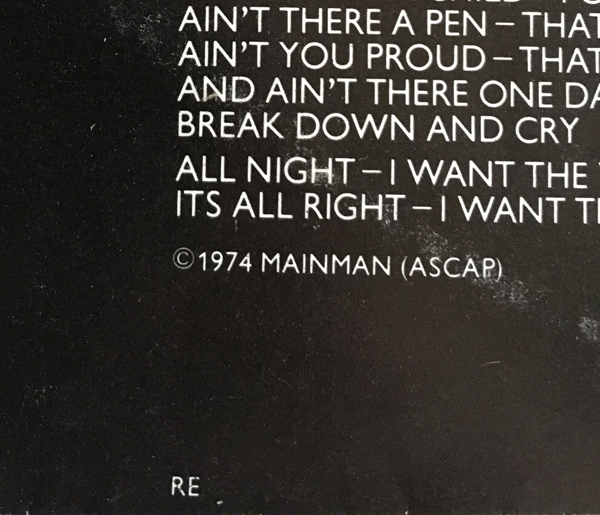 AIN'T THERE A PEN – THAT
AIN'T YOU PROUD – THAT
AND AIN'T THERE ONE DA
BREAK DOWN AND CRY
ALL NIGHT – I WANT THE
ITS ALL RIGHT – I WANT
©1974 MAINMAN (ASCAP)
RE